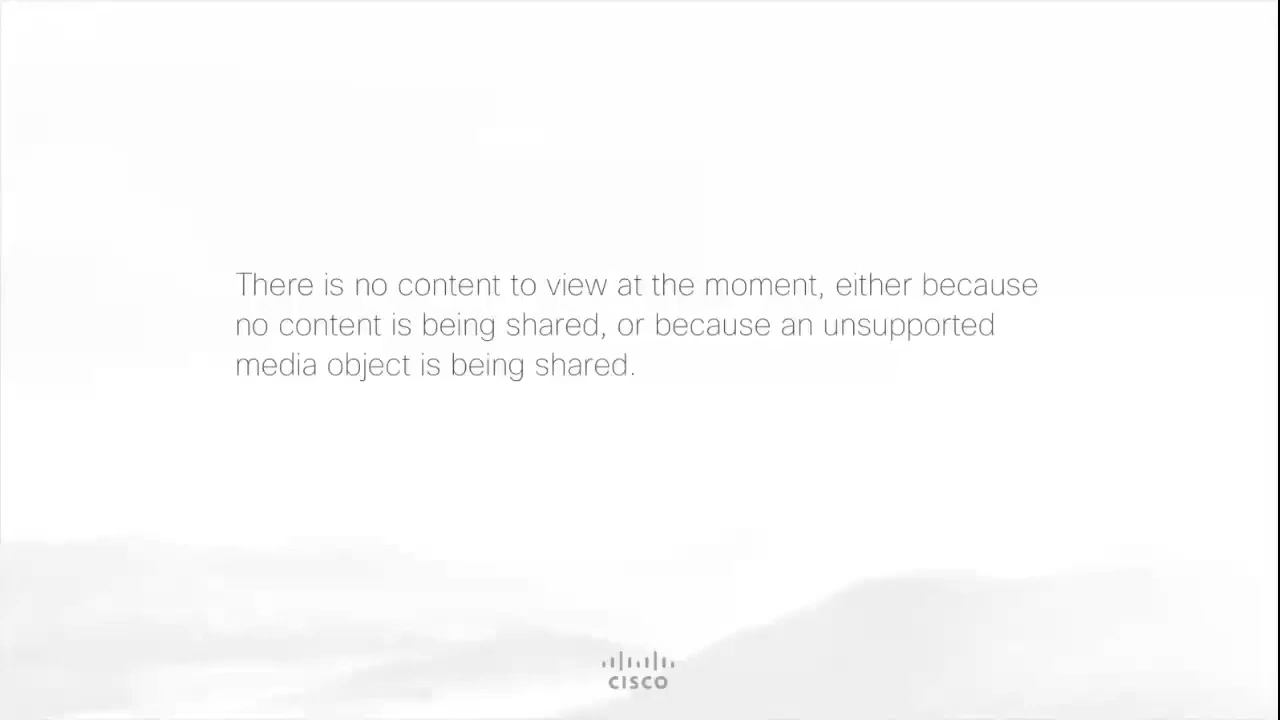 There is no content to view at the moment, either because
no content is being shared, or because an unsupported
media object is being shared.
CISCO